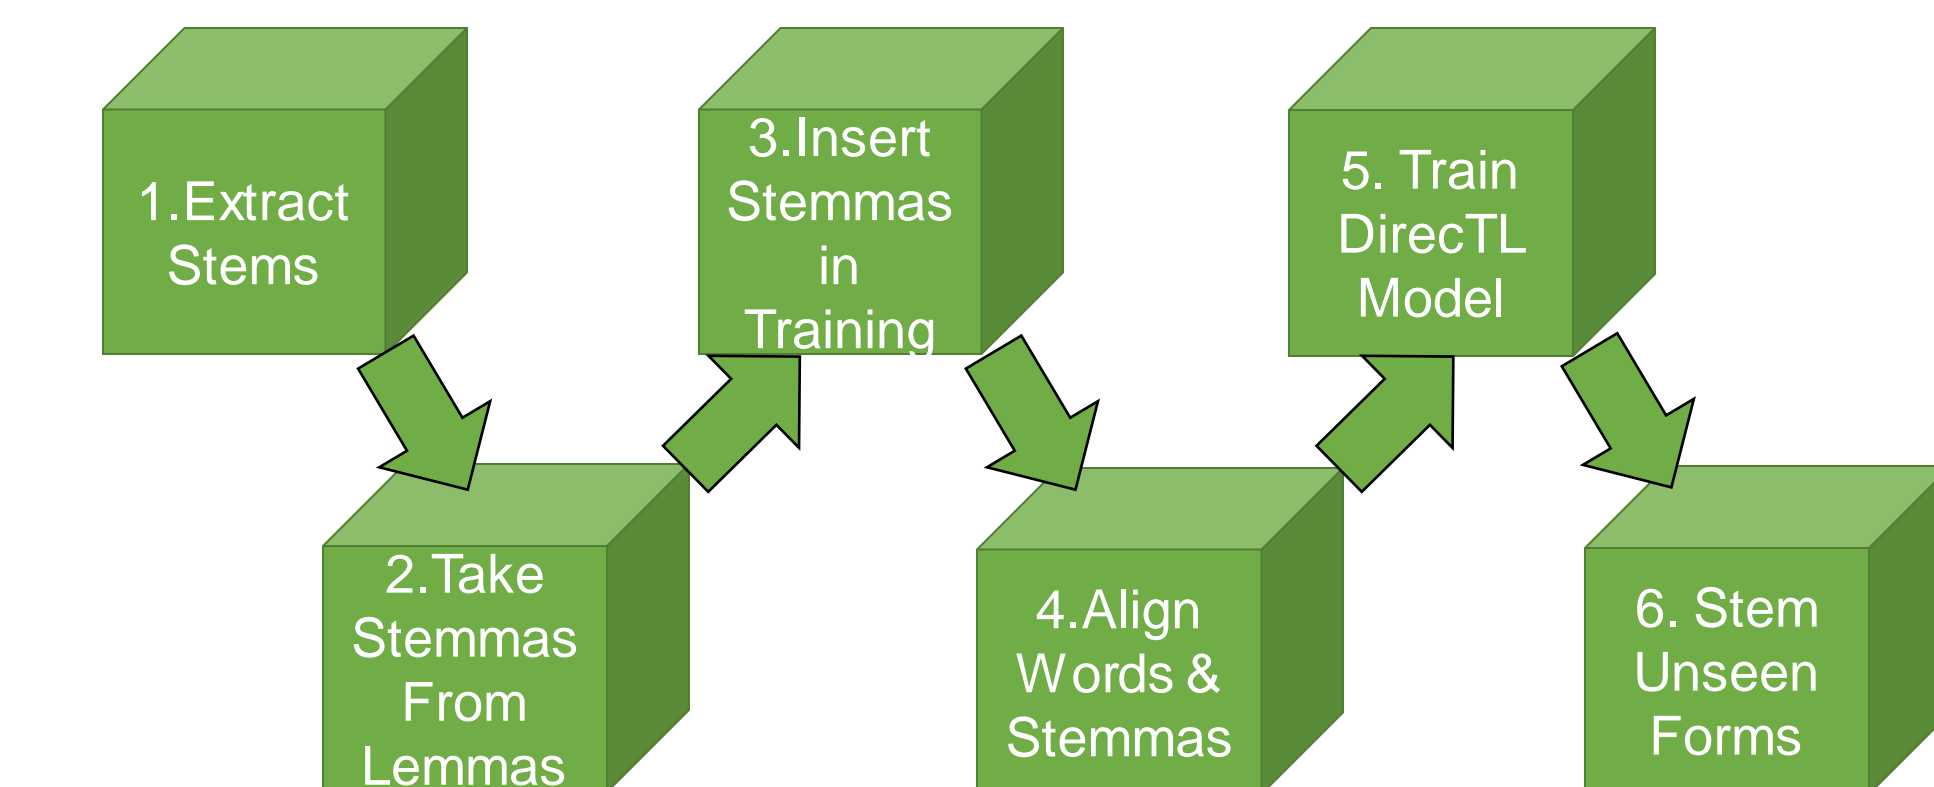 1.Extract
Stems
2.Take
Stemmas
From
Lemmas
3.Insert
Stemmas
in
Training
4.Align
Words &
Stemmas
5. Train
DirecTL
Model
6. Stem
Unseen
Forms